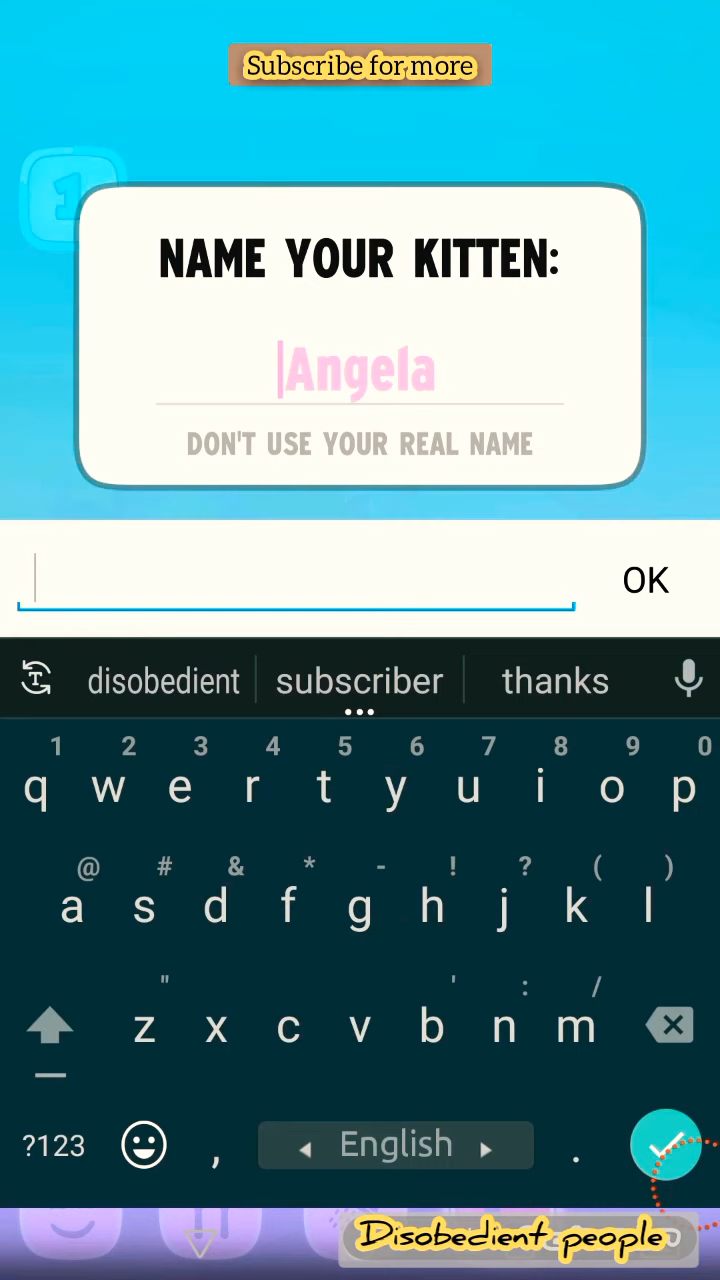 Subscribe for more
1
NAME YOUR KITTEN:
Angela
DON'T USE YOUR REAL NAME
OK
disobedient subscriber thanks
1 2 3 4 5 6 7 8 9 0
q w e r t y u i o p
@ # & * - ! ? ( )
a s d f g h j k l
" ' : /
z x c v b n m
?123 , English .
Disobedient people